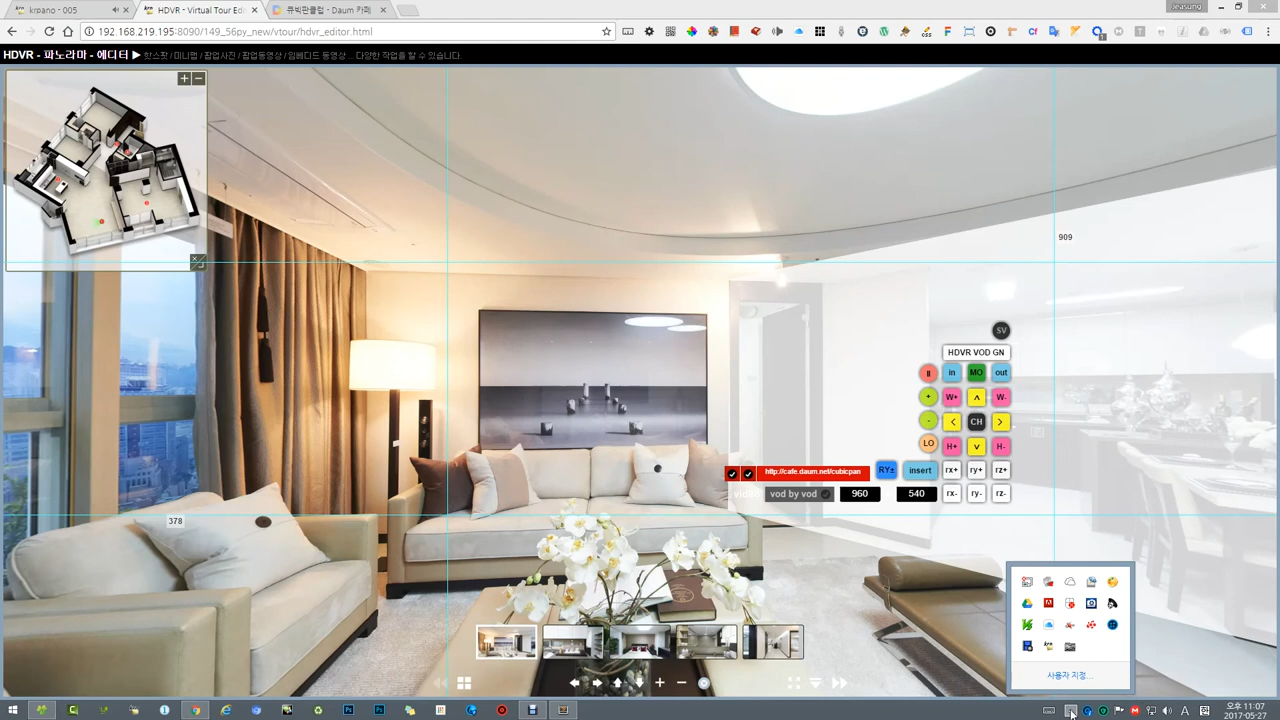 krpano - 005
HDVR - Virtual Tour Edi
큐빅판클럽 - Daum 카페
Jeasung
192.168.219.195:8090/149_56py_new/vtour/hdvr_editor.html
HDVR - 파노라마 - 에디터 ▶ 핫스팟 / 미니맵 / 팝업사진 / 팝업동영상 / 임베디드 동영상 ... 다양한 작업을 할 수 있습니다.
909
SV
HDVR VOD GN
II in MO out
+ W+ ˄ W-
- < CH >
LO H+ ˅ H-
http://cafe.daum.net/cubicpan RY± insert rx+ ry+ rz+
video vod by vod 960 540 rx- ry- rz-
378
사용자 지정...
오후 11:07
2017-05-27